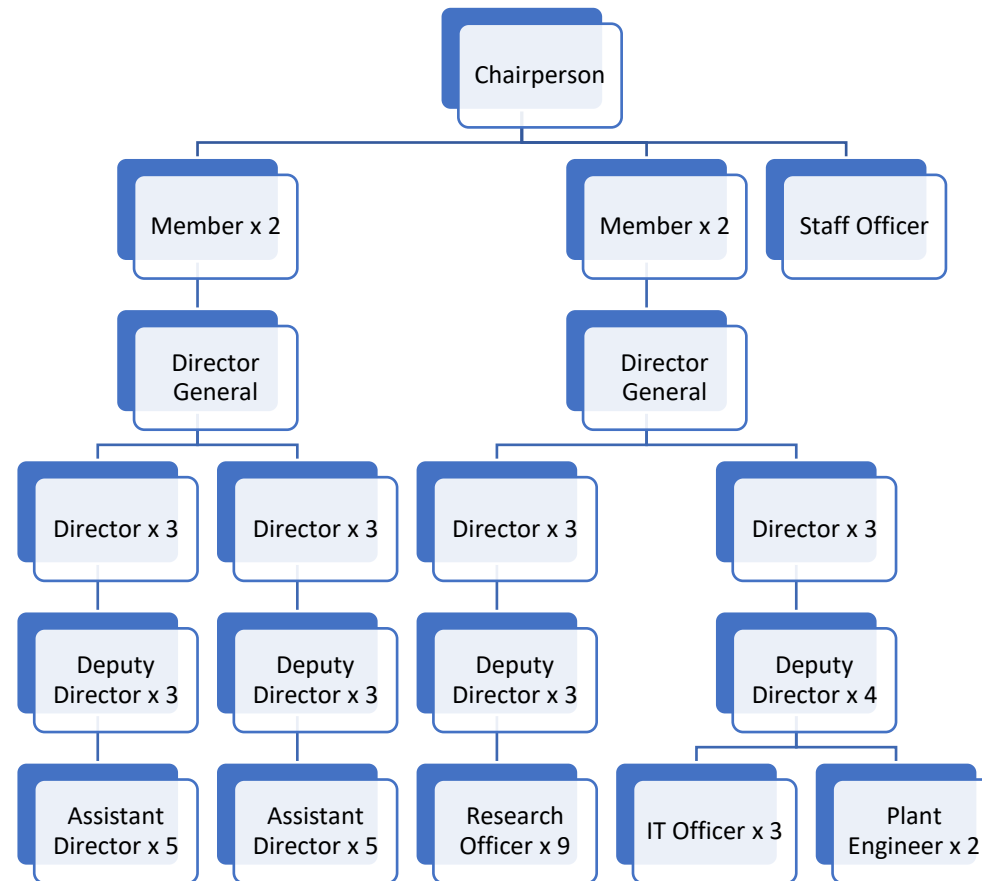 Chairperson
Member x 2
Member x 2
Staff Officer
Director
General
Director
General
Director x 3
Director x 3
Director x 3
Director x 3
Deputy
Director x 3
Deputy
Director x 3
Deputy
Director x 3
Deputy
Director x 4
Assistant
Director x 5
Assistant
Director x 5
Research
Officer x 9
IT Officer x 3
Plant
Engineer x 2